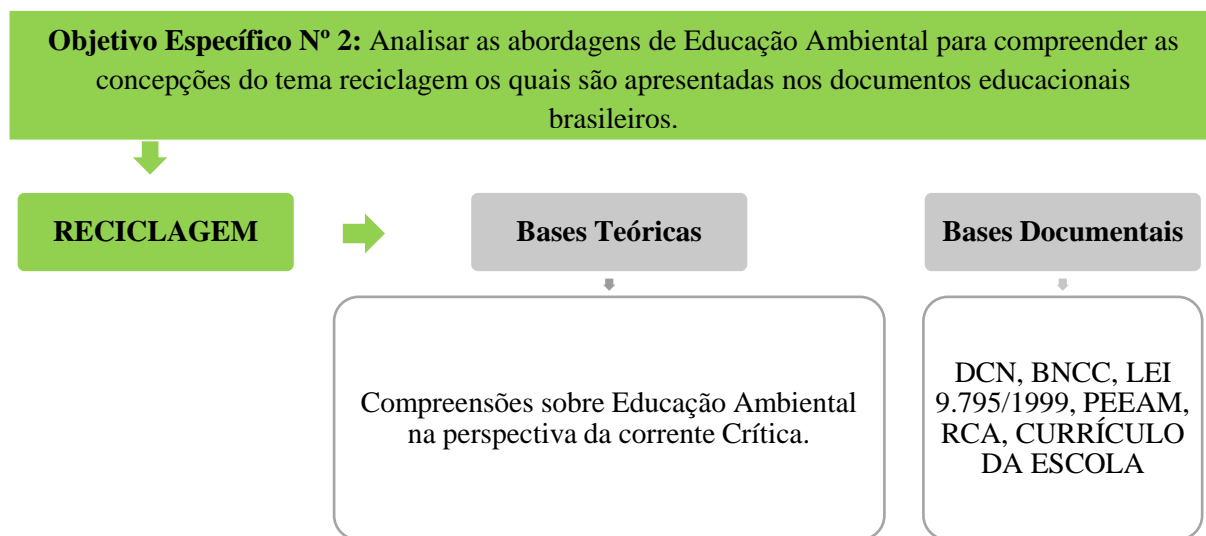 Objetivo Específico Nº 2: Analisar as abordagens de Educação Ambiental para compreender as
concepções do tema reciclagem os quais são apresentadas nos documentos educacionais
brasileiros.
RECICLAGEM
Bases Teóricas
Bases Documentais
Compreensões sobre Educação Ambiental
na perspectiva da corrente Crítica.
DCN, BNCC, LEI
9.795/1999, PEEAM,
RCA, CURRÍCULO
DA ESCOLA